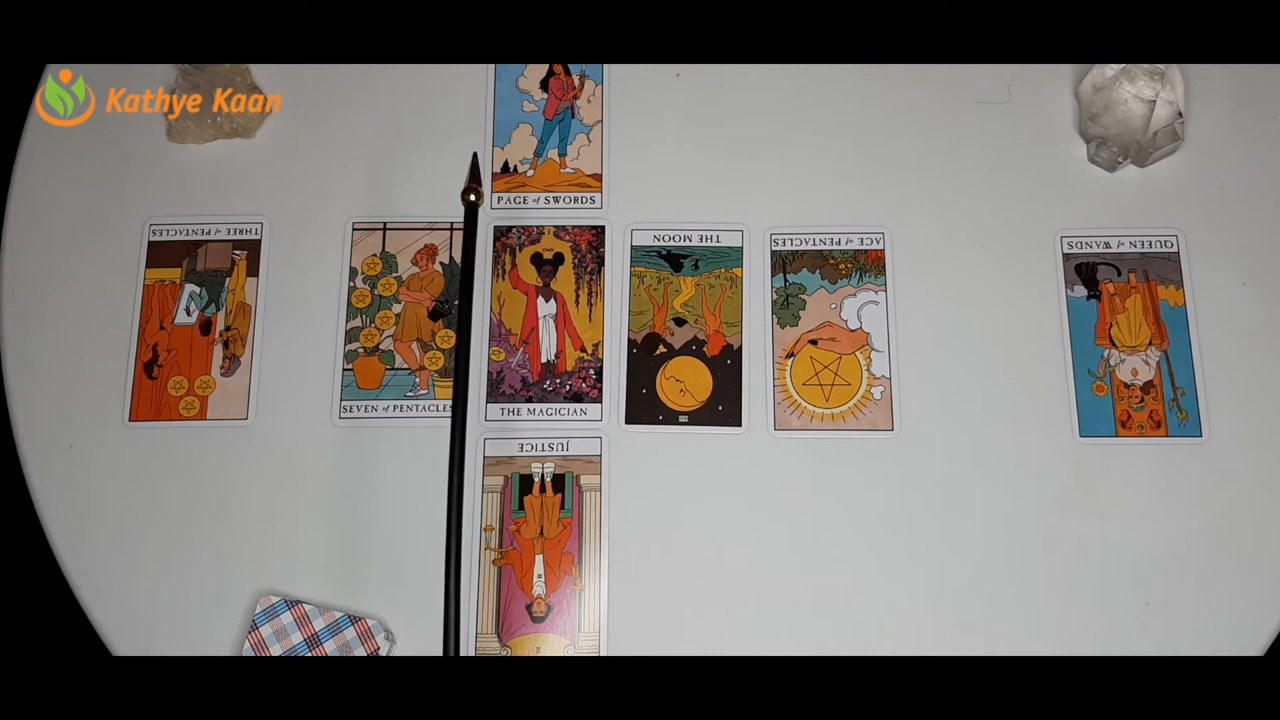 Kathye Kaan
PAGE of SWORDS
THREE of PENTACLES
SEVEN of PENTACLES
I
THE MAGICIAN
THE MOON
XVIII
ACE of PENTACLES
QUEEN of WANDS
JUSTICE